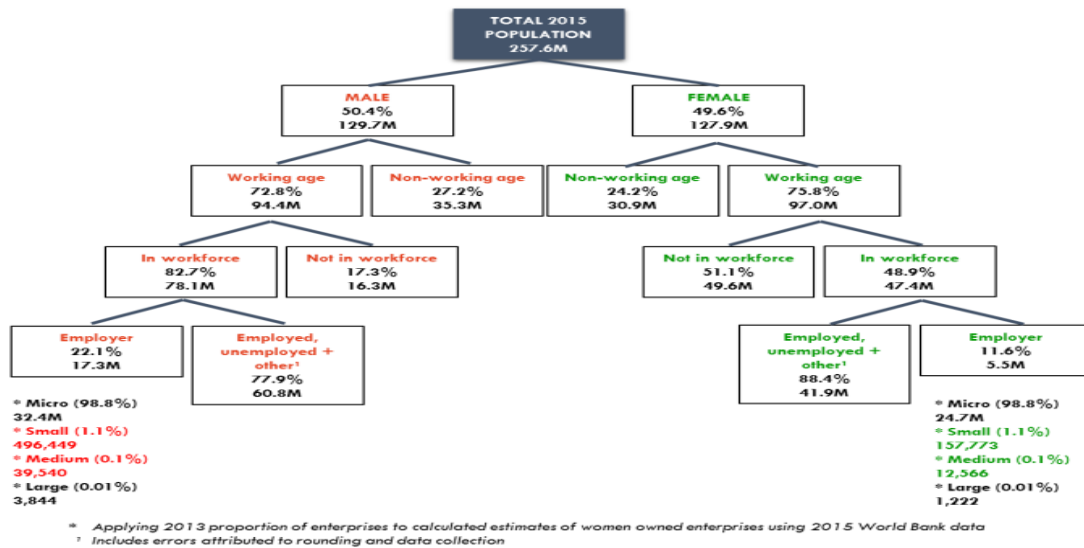 TOTAL 2015
POPULATION
257.6M
MALE
50.4%
129.7M
FEMALE
49.6%
127.9M
Working age
72.8%
94.4M
Non-working age
27.2%
35.3M
Non-working age
24.2%
30.9M
Working age
75.8%
97.0M
In workforce
82.7%
78.1M
Not in workforce
17.3%
16.3M
Not in workforce
51.1%
49.6M
In workforce
48.9%
47.4M
Employer
22.1%
17.3M
Employed,
unemployed +
other¹
77.9%
60.8M
Employed,
unemployed +
other¹
88.4%
41.9M
Employer
11.6%
5.5M
* Micro (98.8%)
32.4M
* Small (1.1%)
496,449
* Medium (0.1%)
39,540
* Large (0.01%)
3,844
* Micro (98.8%)
24.7M
* Small (1.1%)
157,773
* Medium (0.1%)
12,566
* Large (0.01%)
1,222
* Applying 2013 proportion of enterprises to calculated estimates of women owned enterprises using 2015 World Bank data
¹ Includes errors attributed to rounding and data collection